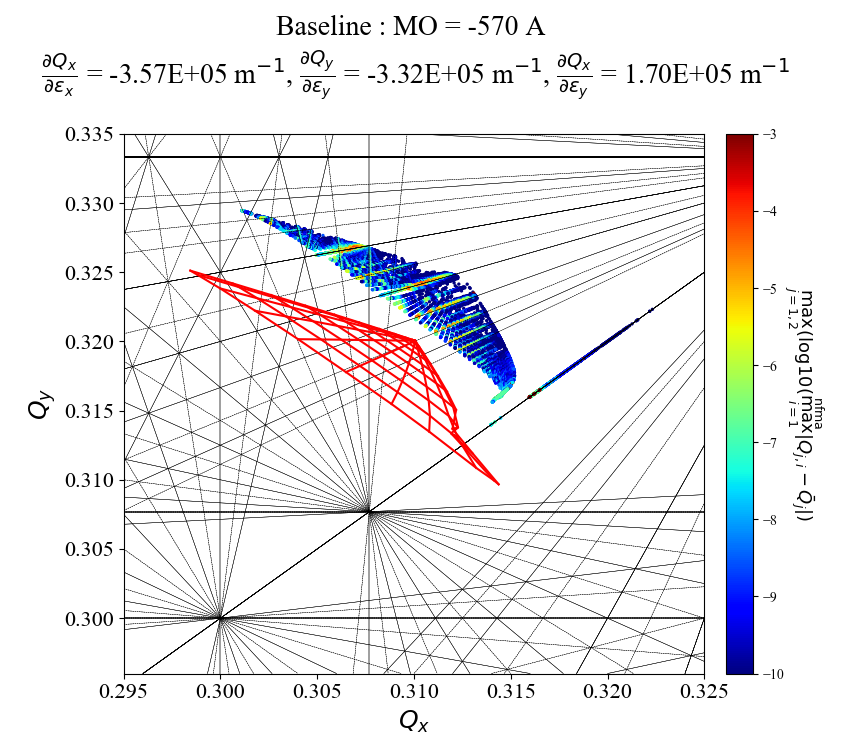 Baseline : MO = -570 A
∂Qx/∂εx = -3.57E+05 m⁻¹, ∂Qy/∂εy = -3.32E+05 m⁻¹, ∂Qx/∂εy = 1.70E+05 m⁻¹
0.335
0.330
0.325
0.320
0.315
0.310
0.305
0.300
Qy
0.295 0.300 0.305 0.310 0.315 0.320 0.325
Qx
−3
−4
−5
−6
−7
−8
−9
−10
max j=1,2 (log10(max i=1 nfma |Qj,i − Q̄j|))